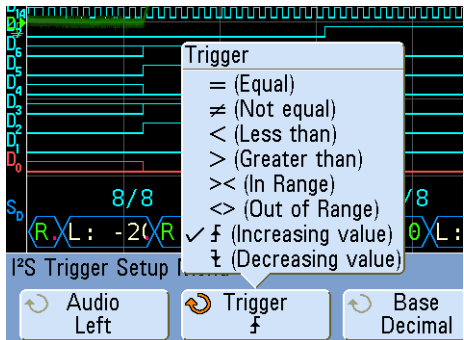 D14
D7
D6
D5
D4
D3
D2
D1
D0
Trigger
= (Equal)
≠ (Not equal)
< (Less than)
> (Greater than)
>< (In Range)
<> (Out of Range)
✓ (Increasing value)
(Decreasing value)
8/8
/8
SD
R. L: -2 R
0 L:
I²S Trigger Setup
Audio
Left
Trigger
Base
Decimal